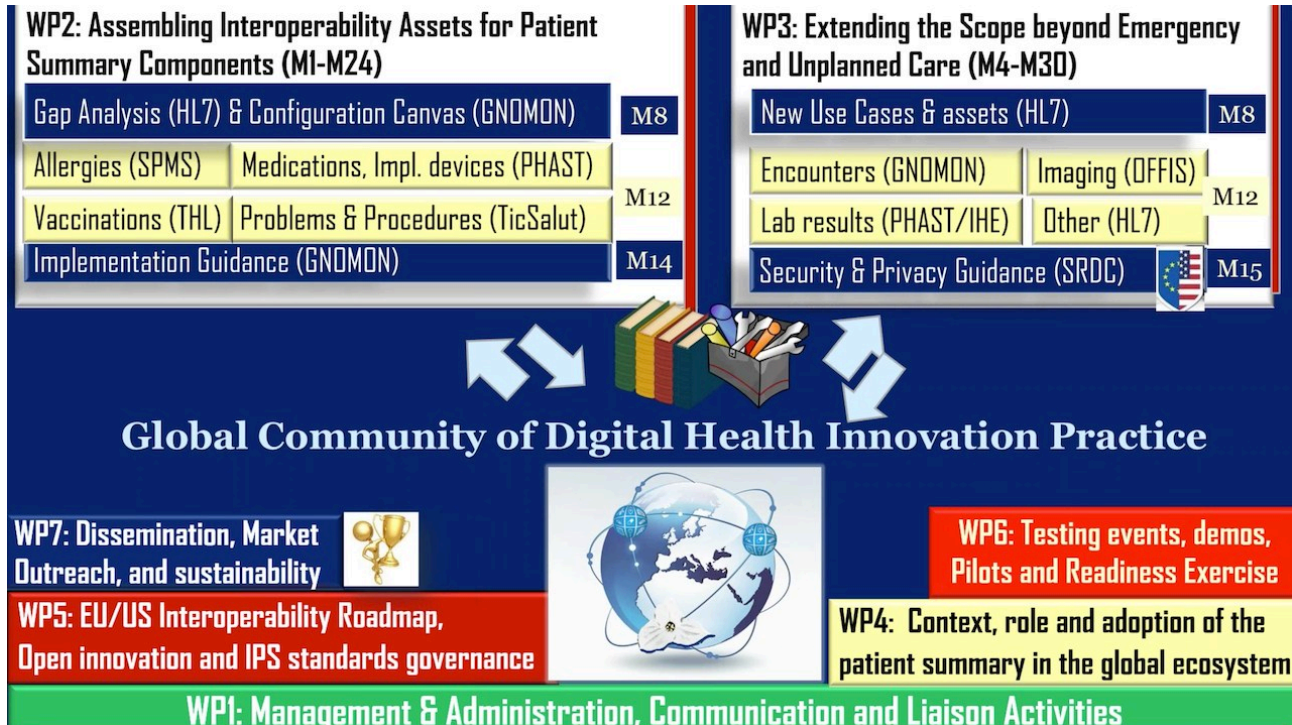 WP2: Assembling Interoperability Assets for Patient
Summary Components (M1-M24)
Gap Analysis (HL7) & Configuration Canvas (GNOMON)
M8
Allergies (SPMS)
Medications, Impl. devices (PHAST)
Vaccinations (THL)
Problems & Procedures (TicSalut)
M12
Implementation Guidance (GNOMON)
M14
WP3: Extending the Scope beyond Emergency
and Unplanned Care (M4-M30)
New Use Cases & assets (HL7)
M8
Encounters (GNOMON)
Imaging (OFFIS)
Lab results (PHAST/IHE)
Other (HL7)
M12
Security & Privacy Guidance (SRDC)
M15
Global Community of Digital Health Innovation Practice
WP7: Dissemination, Market
Outreach, and sustainability
WP6: Testing events, demos,
Pilots and Readiness Exercise
WP5: EU/US Interoperability Roadmap,
Open innovation and IPS standards governance
WP4: Context, role and adoption of the
patient summary in the global ecosystem
WP1: Management & Administration, Communication and Liaison Activities